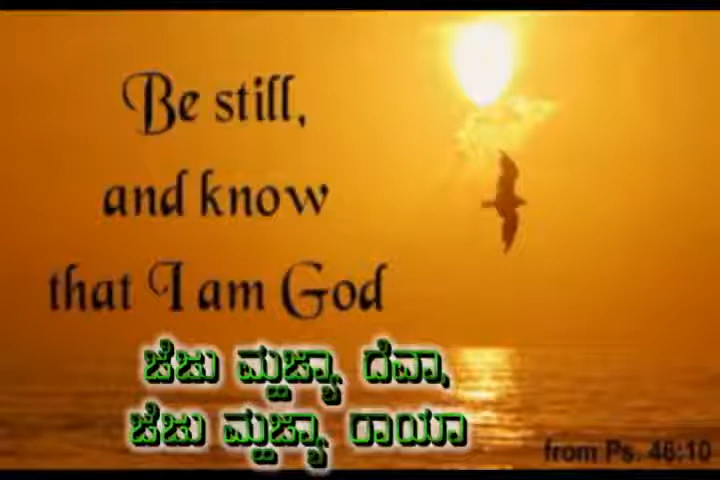 Be still,
and know
that I am God
ಜೆಜು ಮ್ಹಜ್ಯಾ ದೆವಾ,
ಜೆಜು ಮ್ಹಜ್ಯಾ ರಾಯಾ
from Ps. 46:10